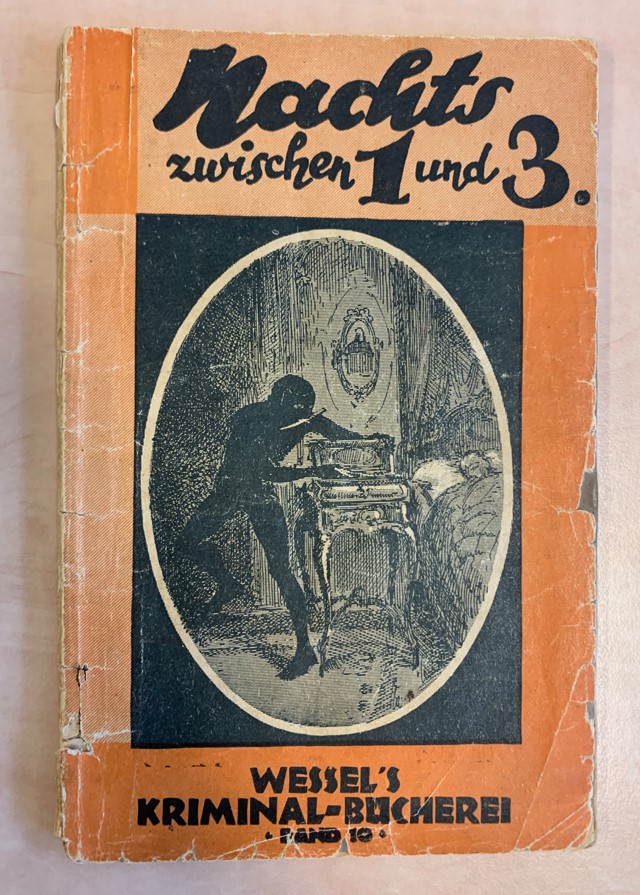 Nachts
zwischen 1 und 3.
WESSEL'S
KRIMINAL-BÜCHEREI
• BAND 10 •